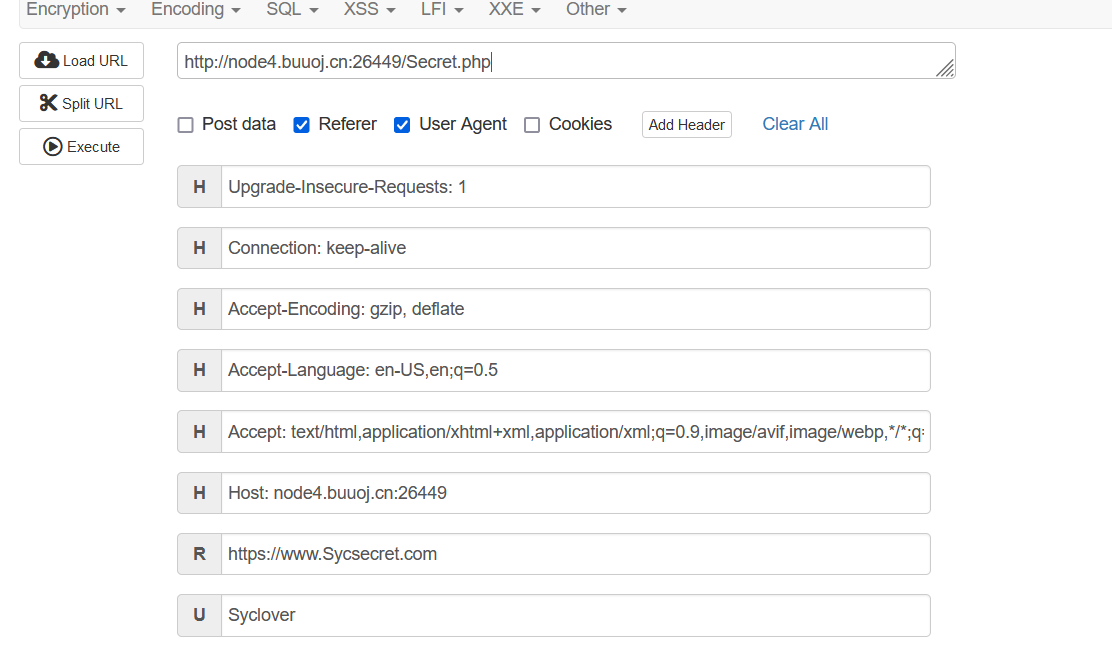 Encryption Encoding SQL XSS LFI XXE Other
Load URL
http://node4.buuoj.cn:26449/Secret.php
Split URL
Execute
Post data Referer User Agent Cookies Add Header Clear All
H Upgrade-Insecure-Requests: 1
H Connection: keep-alive
H Accept-Encoding: gzip, deflate
H Accept-Language: en-US,en;q=0.5
H Accept: text/html,application/xhtml+xml,application/xml;q=0.9,image/avif,image/webp,*/*;q=
H Host: node4.buuoj.cn:26449
R https://www.Sycsecret.com
U Syclover